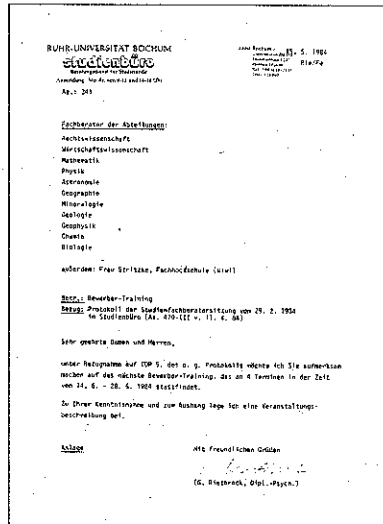 RUHR-UNIVERSITÄT BOCHUM
studienbüro
5. 1984
Az.: 245
Fachberater der Abteilungen:
Rechtswissenschaft
Wirtschaftswissenschaft
Mathematik
Physik
Astronomie
Geographie
Mineralogie
Geologie
Geophysik
Chemie
Biologie
außerdem: Frau Stritzke, Fachhochschule (Wiwi)
Betr.: Bewerber-Training
Bezug: Protokoll der Studienfachberatersitzung vom 29. 2. 1984
im Studienbüro
Sehr geehrte Damen und Herren,
unter Bezugnahme auf TOP 5. des o. g. Protokolls möchte ich Sie aufmerksam
machen auf das nächste Bewerber-Training, das an 4 Terminen in der Zeit
vom 14. 6. - 28. 6. 1984 stattfindet.
Zu Ihrer Kenntnisnahme und zum Aushang lege ich eine Veranstaltungs-
beschreibung bei.
Anlage
Mit freundlichen Grüßen
Dipl.-Psych.)